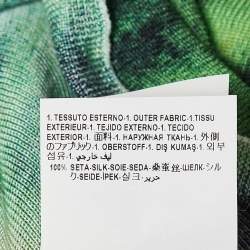 1. TESSUTO ESTERNO-1. OUTER FABRIC-1.TISSU
EXTERIEUR-1. TEJIDO EXTERNO-1. TECIDO
EXTERIOR-1. 面料-1. НАРУЖНАЯ ТКАНЬ-1. 外側
のファブリック-1. OBERSTOFF-1. DIŞ KUMAŞ-1. 외부
섬유-1. ليف خارجي
100% SETA-SILK-SOIE-SEDA-桑蚕丝-ШЕЛК-シル
ク-SEIDE-İPEK-실크-حرير